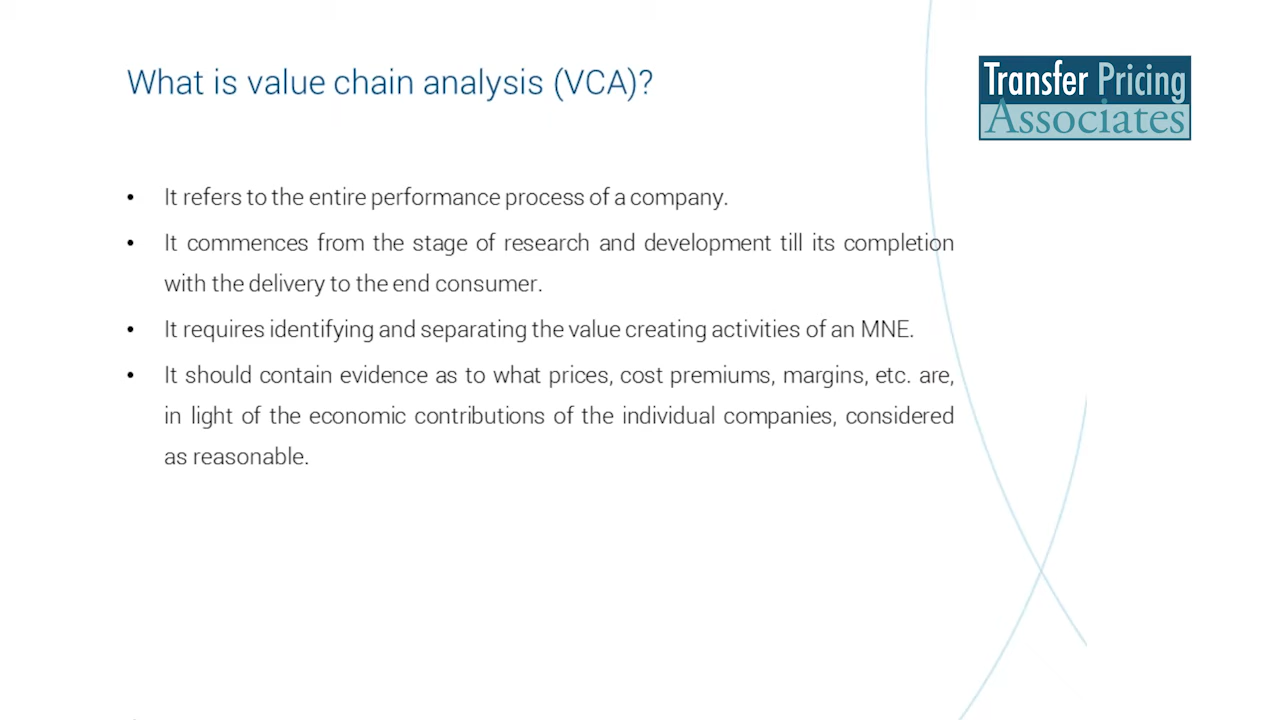 What is value chain analysis (VCA)?
Transfer Pricing
Associates
• It refers to the entire performance process of a company.
• It commences from the stage of research and development till its completion
with the delivery to the end consumer.
• It requires identifying and separating the value creating activities of an MNE.
• It should contain evidence as to what prices, cost premiums, margins, etc. are,
in light of the economic contributions of the individual companies, considered
as reasonable.